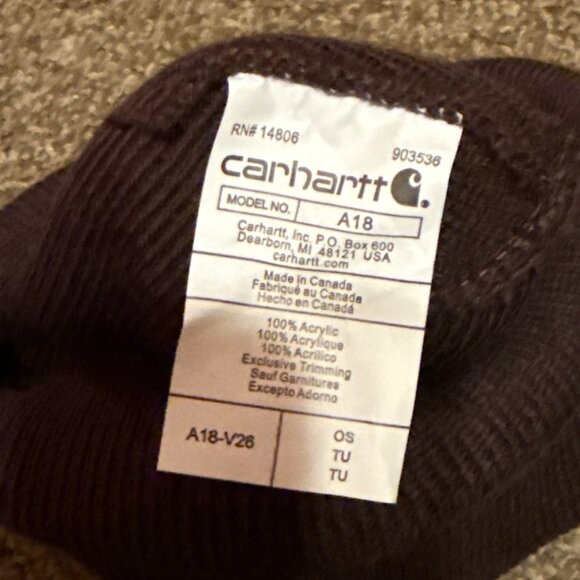 RN# 14806
903536
carhartt
MODEL NO. A18
Carhartt, Inc. P.O. Box 600
Dearborn, MI 48121 USA
carhartt.com
Made in Canada
Fabriqué au Canada
Hecho en Canadá
100% Acrylic
100% Acrylique
100% Acrílico
Exclusive Trimming
Sauf Garnitures
Excepto Adorno
A18-V26
OS
TU
TU